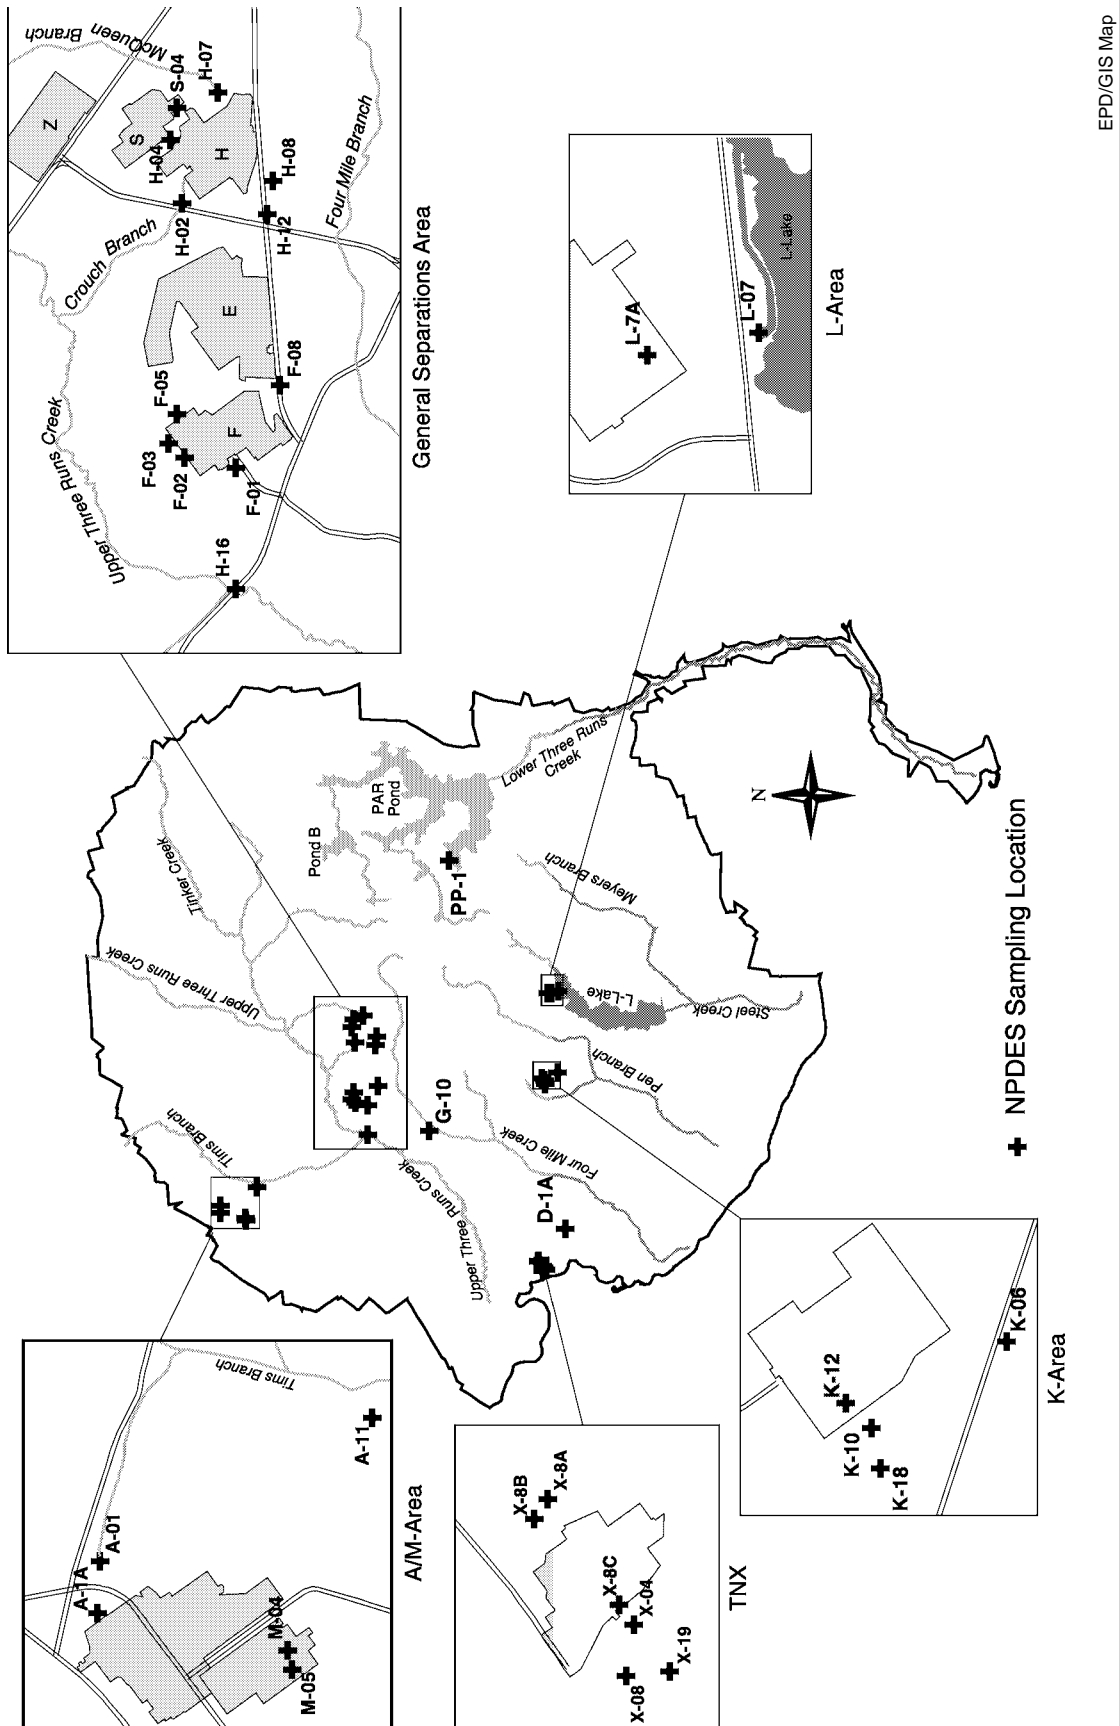 A-1A
A-01
M-04
M-05
A-11
Tims Branch
A/M-Area
McQueen Branch
Z
S
S-04
H-04
H-07
H
H-02
H-08
H-12
Crouch Branch
Four Mile Branch
E
F-08
F-05
F-03
F-02
F
F-01
Upper Three Runs Creek
H-16
General Separations Area
X-8B
X-8A
X-8C
X-04
X-08
X-19
TNX
K-12
K-10
K-18
K-06
K-Area
L-7A
L-07
L-Lake
L-Area
Tims Branch
Upper Three Runs Creek
Tinker Creek
Pond B
PAR
Pond
PP-1
Lower Three Runs
Creek
Upper Three Runs Creek
G-10
D-1A
Four Mile Creek
Pen Branch
L-Lake
Steel Creek
Meyers Branch
N
NPDES Sampling Location
EPD/GIS Map